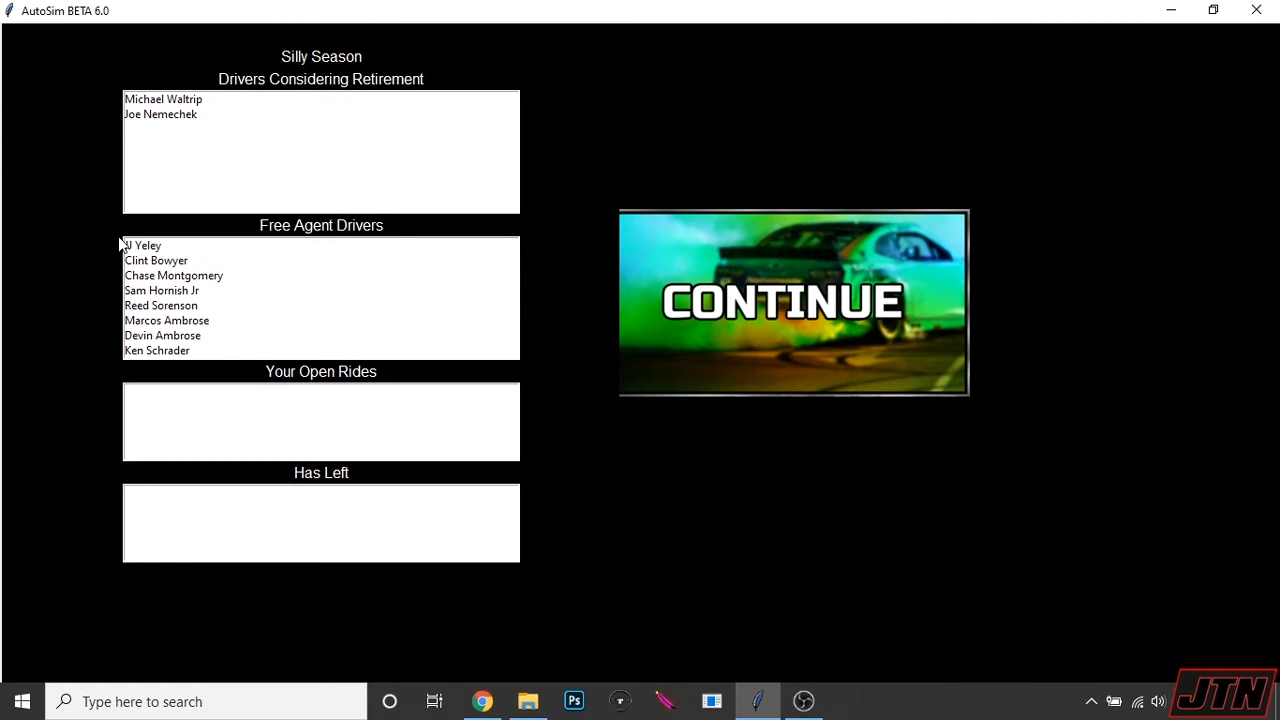 AutoSim BETA 6.0
Silly Season
Drivers Considering Retirement
Michael Waltrip
Joe Nemechek
Free Agent Drivers
JJ Yeley
Clint Bowyer
Chase Montgomery
Sam Hornish Jr
Reed Sorenson
Marcos Ambrose
Devin Ambrose
Ken Schrader
CONTINUE
Your Open Rides
Has Left
Type here to search
Ps
JTN